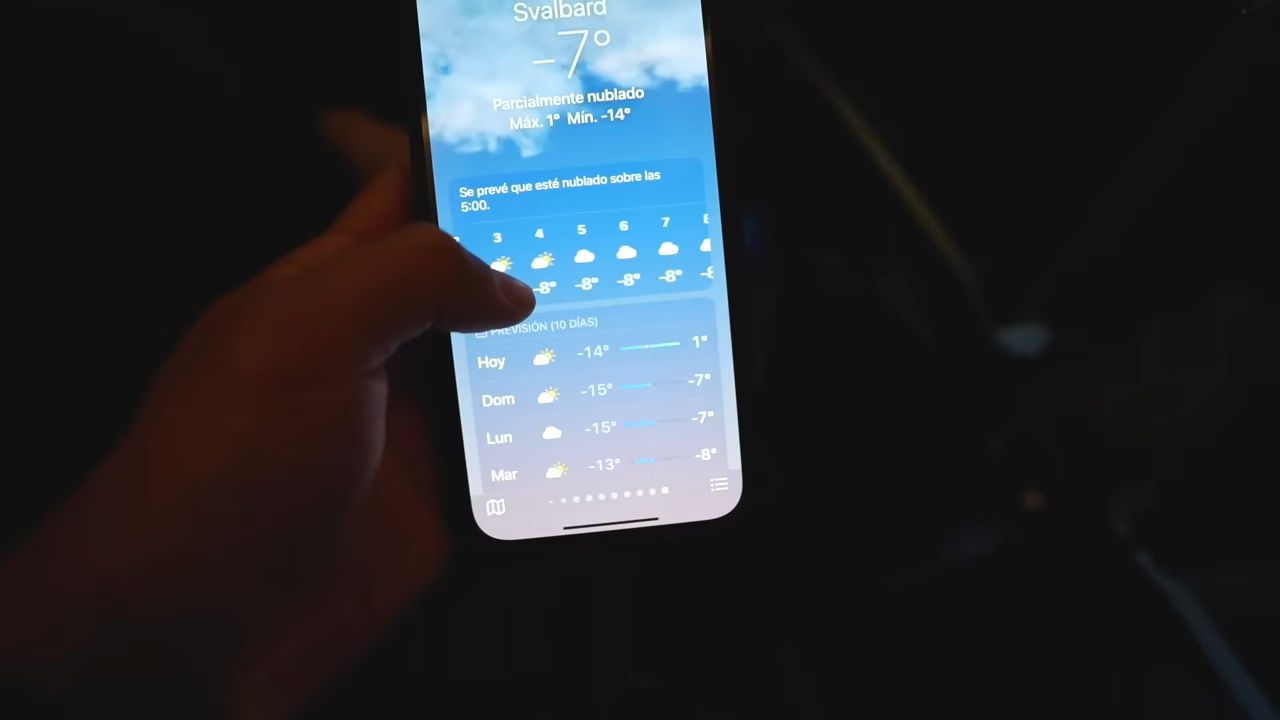 Svalbard
-7°
Parcialmente nublado
Máx. 1° Mín. -14°
Se prevé que esté nublado sobre las
5:00.
3 4 5 6 7 8
-8° -8° -8° -8° -8
PREVISIÓN (10 DÍAS)
Hoy -14° 1°
Dom -15° -7°
Lun -15° -7°
Mar -13° -8°